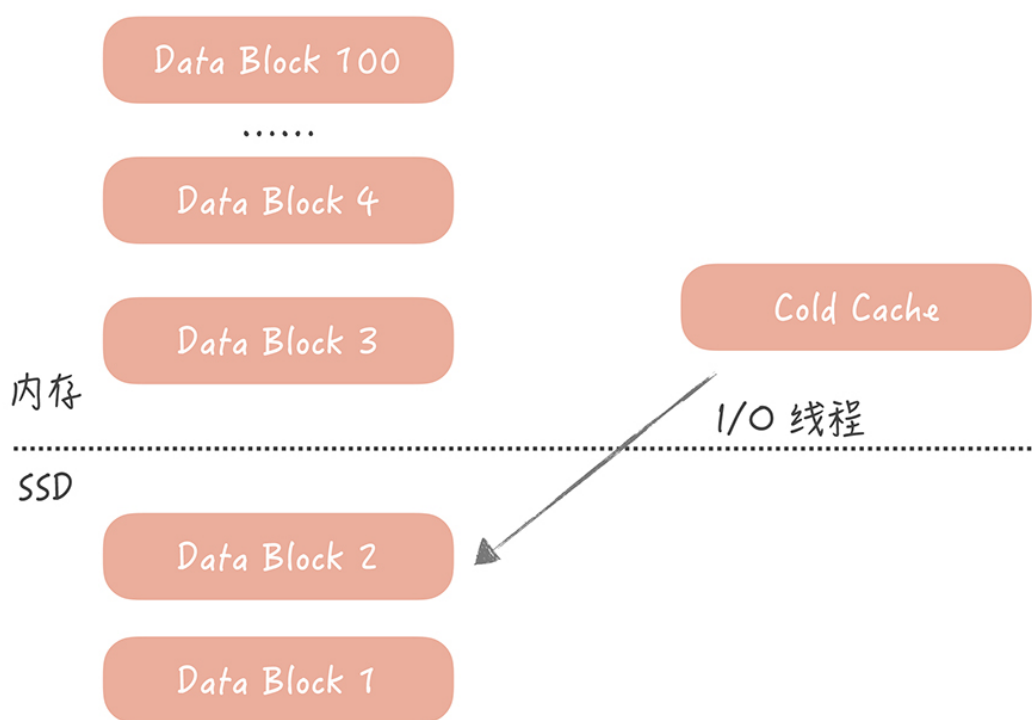 Data Block 100
......
Data Block 4
Data Block 3
Cold Cache
内存
I/O 线程
SSD
Data Block 2
Data Block 1